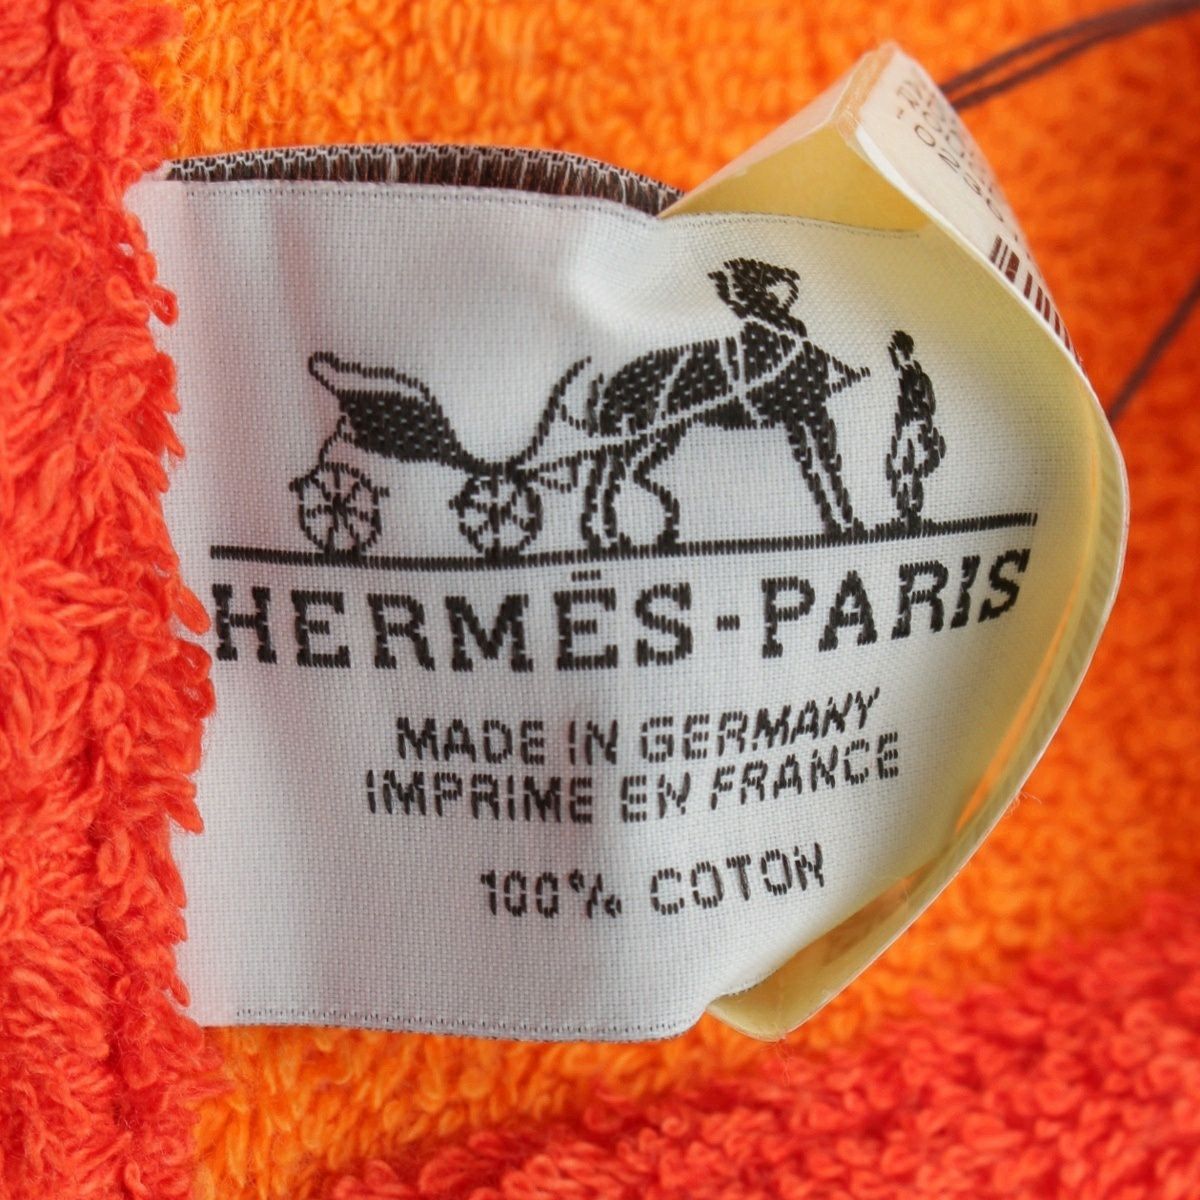 HERMÈS-PARIS
MADE IN GERMANY
IMPRIME EN FRANCE
100% COTON